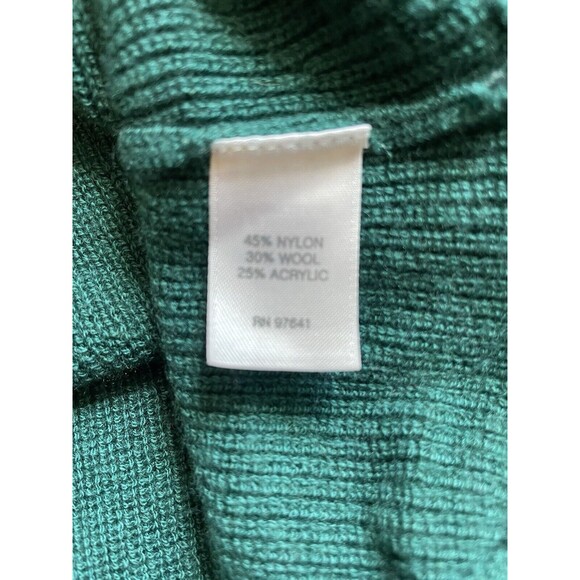 45% NYLON
30% WOOL
25% ACRYLIC
RN 97641